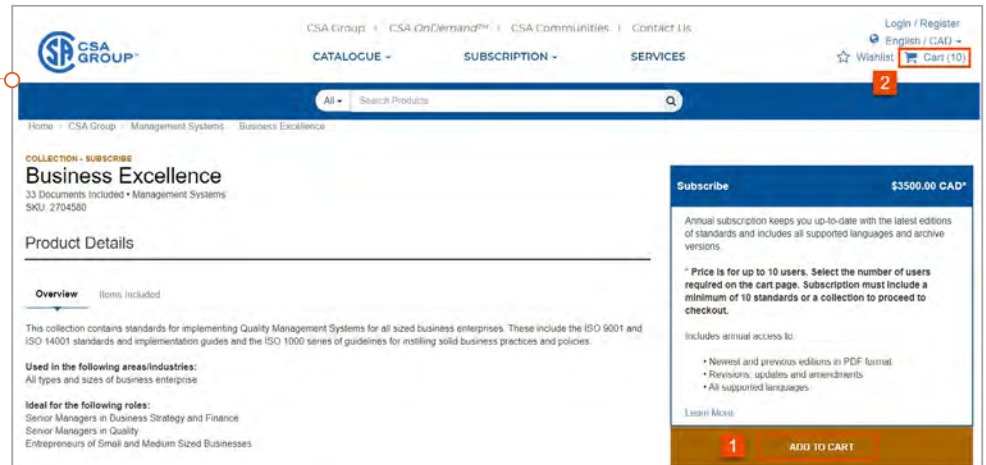 CSA Group
CSA OnDemand™
CSA Communities
Contact Us
Login / Register
English / CAD
CSA GROUP™
CATALOGUE
SUBSCRIPTION
SERVICES
Wishlist
Cart (10)
2
All
Search Products
Home
CSA Group
Management Systems
Business Excellence
COLLECTION - SUBSCRIBE
Business Excellence
33 Documents Included • Management Systems
SKU: 2704580
Product Details
Overview
Items Included
This collection contains standards for implementing Quality Management Systems for all sized business enterprises. These include the ISO 9001 and
ISO 14001 standards and implementation guides and the ISO 1000 series of guidelines for instilling solid business practices and policies.
Used in the following areas/industries:
All types and sizes of business enterprise
Ideal for the following roles:
Senior Managers in Business Strategy and Finance
Senior Managers in Quality
Entrepreneurs of Small and Medium Sized Businesses
Subscribe
$3500.00 CAD*
Annual subscription keeps you up-to-date with the latest editions
of standards and includes all supported languages and archive
versions.
* Price is for up to 10 users. Select the number of users
required on the cart page. Subscription must include a
minimum of 10 standards or a collection to proceed to
checkout.
Includes annual access to:
• Newest and previous editions in PDF format
• Revisions, updates and amendments
• All supported languages
Learn More
1
ADD TO CART